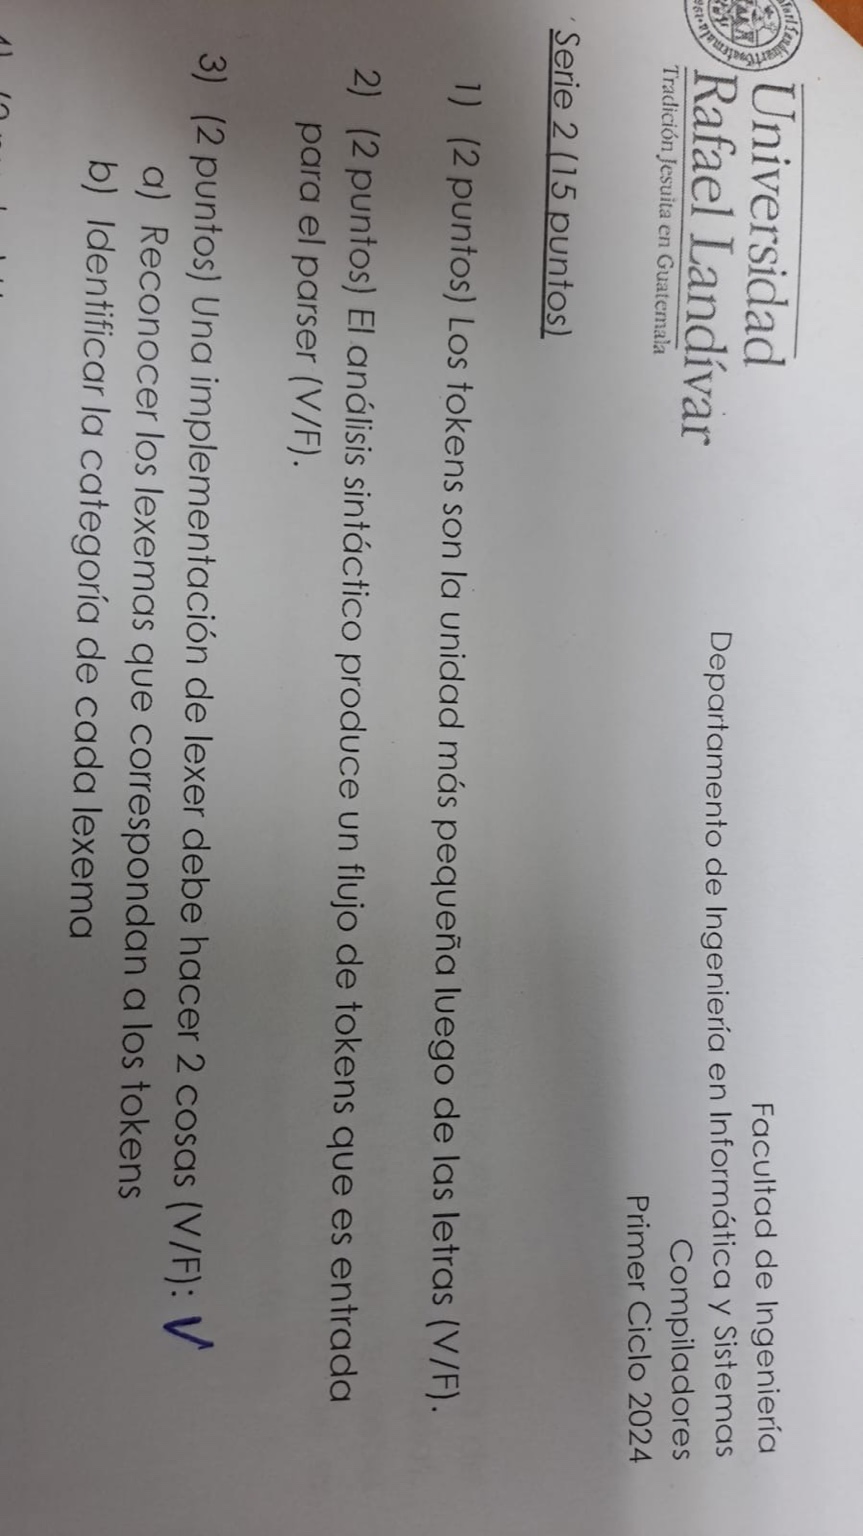 Universidad
Rafael Landívar
Tradición Jesuita en Guatemala
Facultad de Ingeniería
Departamento de Ingeniería en Informática y Sistemas
Compiladores
Primer Ciclo 2024
Serie 2 (15 puntos)
1) (2 puntos) Los tokens son la unidad más pequeña luego de las letras (V/F).
2) (2 puntos) El análisis sintáctico produce un flujo de tokens que es entrada
para el parser (V/F).
3) (2 puntos) Una implementación de lexer debe hacer 2 cosas (V/F): V
a) Reconocer los lexemas que correspondan a los tokens
b) Identificar la categoría de cada lexema